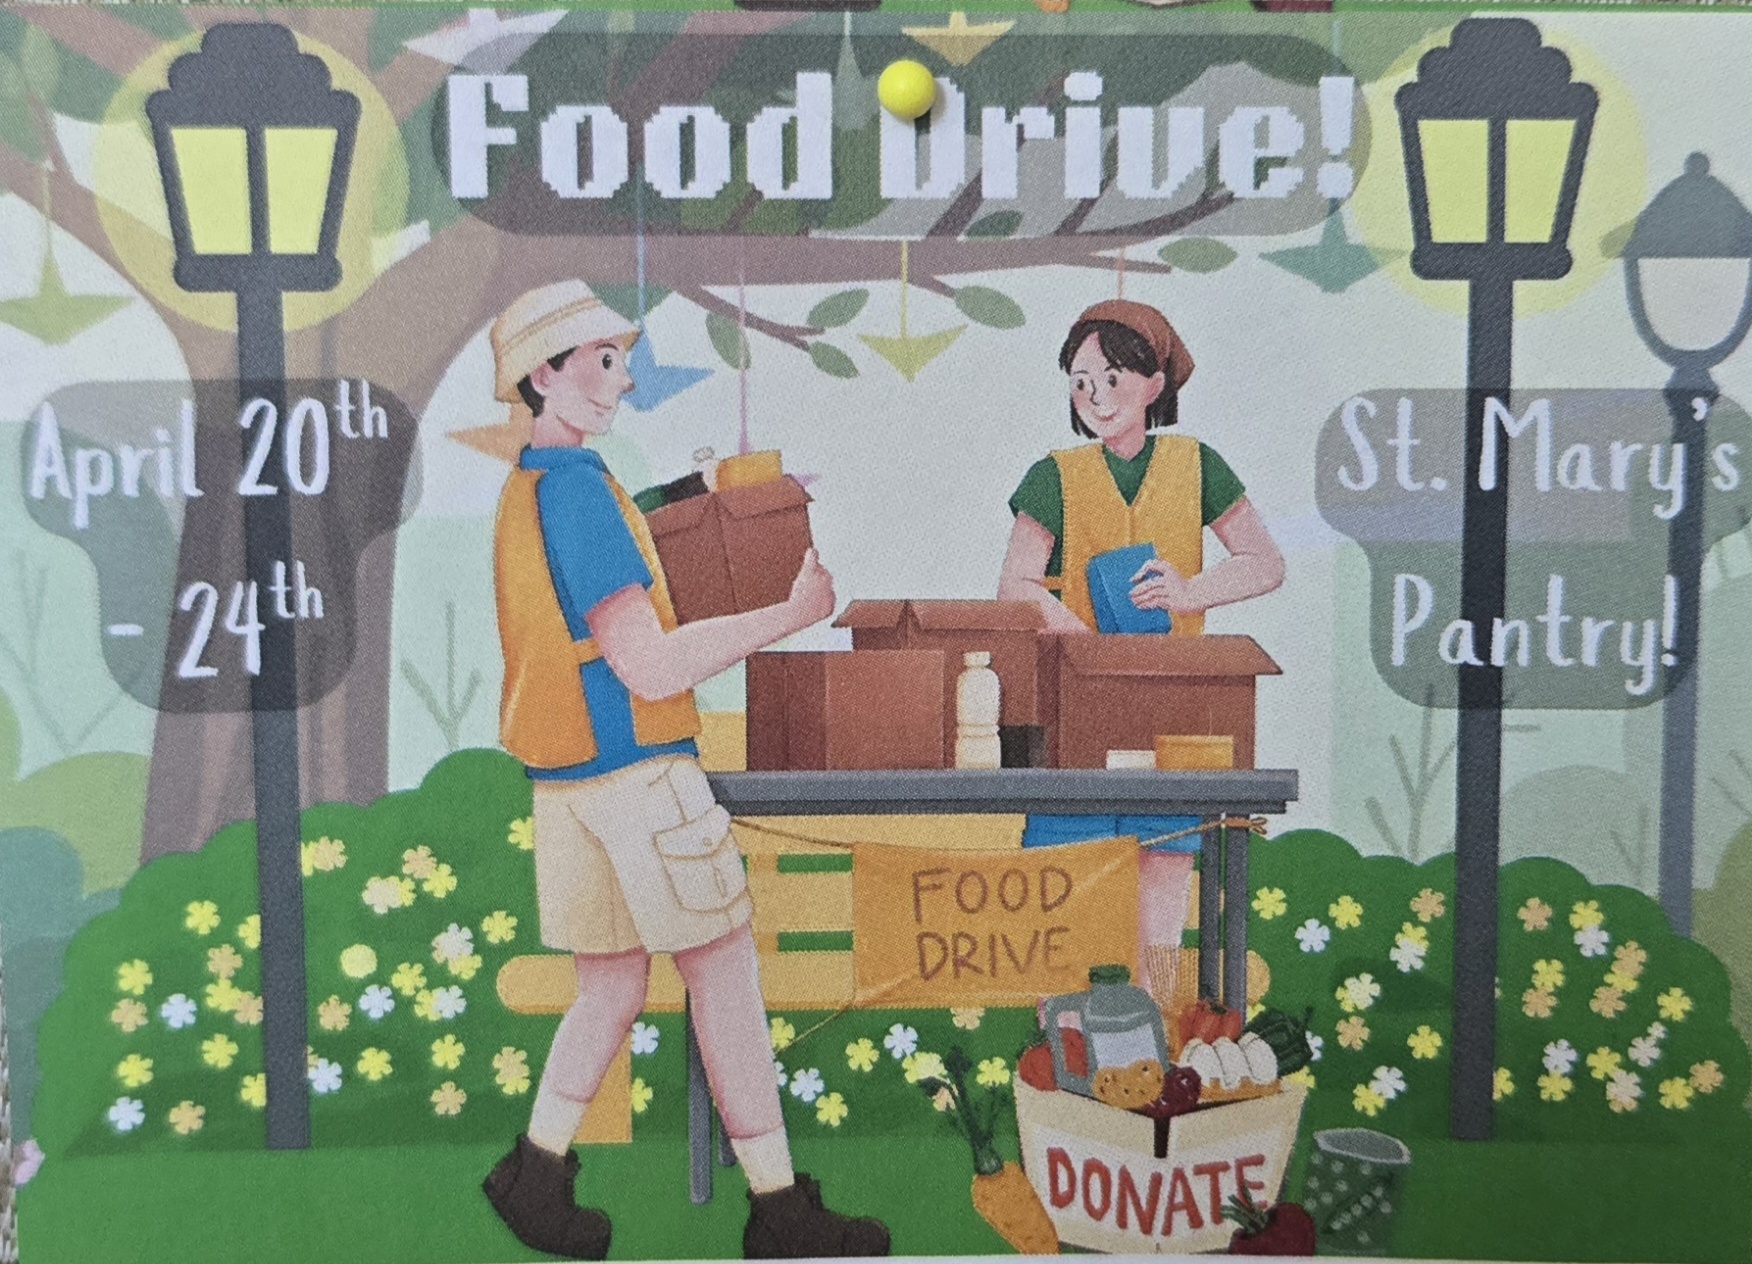 Food Drive!
April 20th
- 24th
St. Mary's
Pantry!
FOOD
DRIVE
DONATE